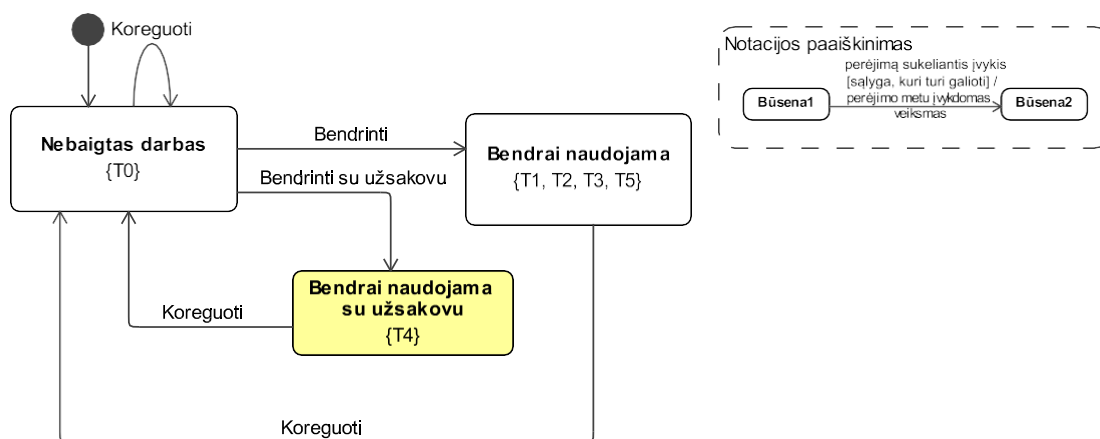 Koreguoti
Nebaigtas darbas
{T0}
Bendrinti
Bendrinti su užsakovu
Bendrai naudojama
{T1, T2, T3, T5}
Bendrai naudojama
su užsakovu
{T4}
Koreguoti
Koreguoti
Notacijos paaiškinimas
perėjimą sukeliantis įvykis
[sąlyga, kuri turi galioti] /
perėjimo metu įvykdomas
veiksmas
Būsena1
Būsena2